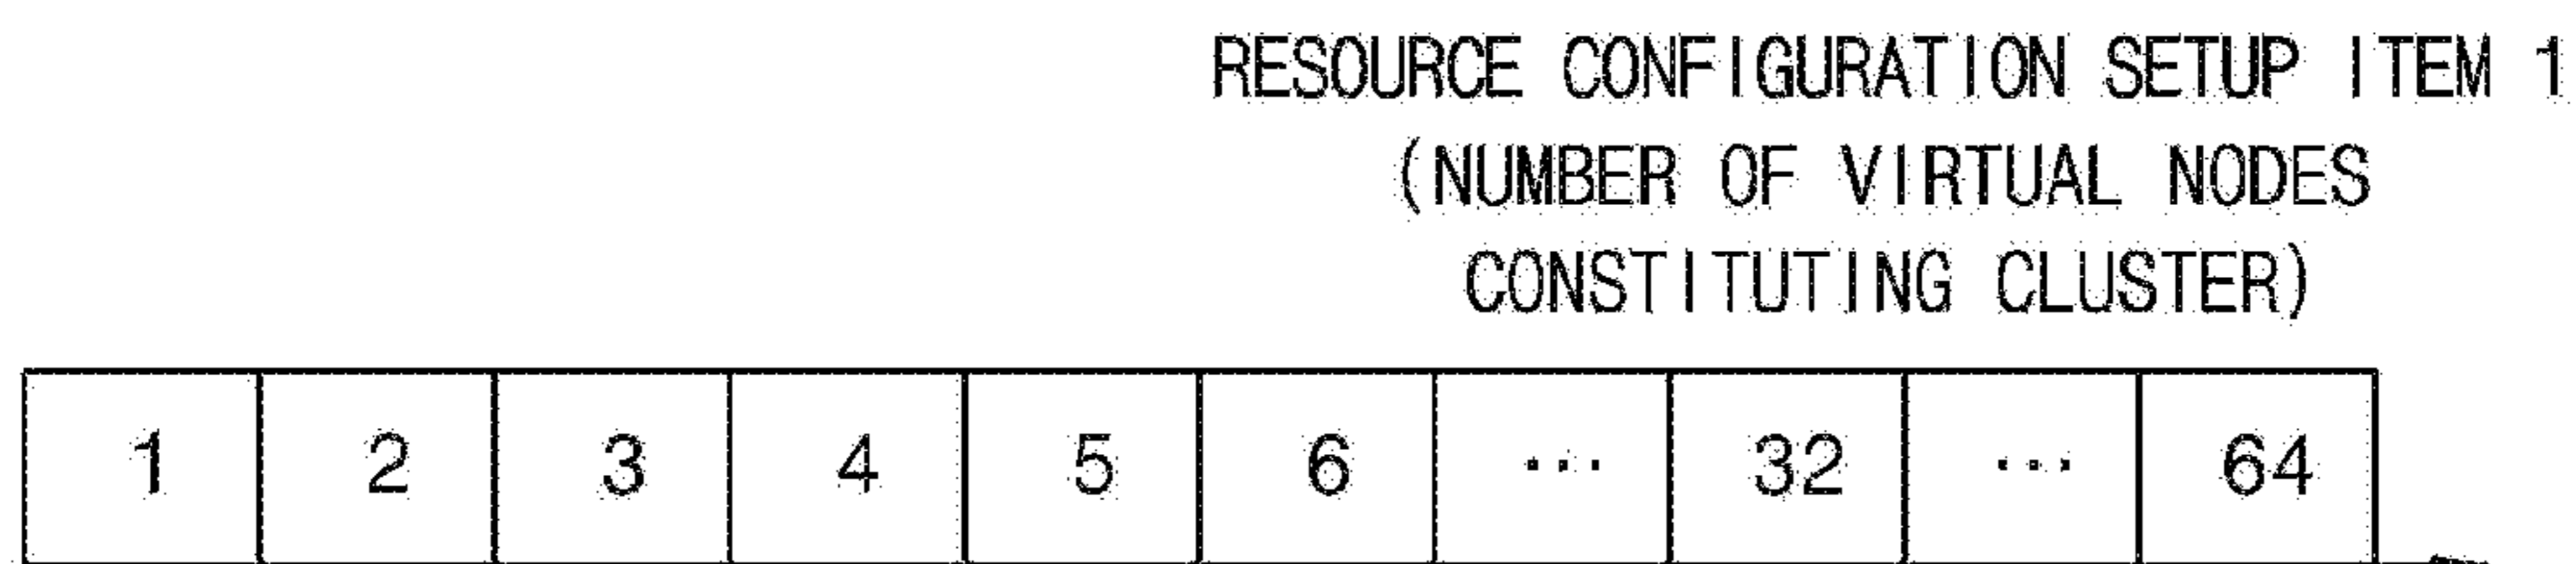 RESOURCE CONFIGURATION SETUP ITEM 1
(NUMBER OF VIRTUAL NODES
CONSTITUTING CLUSTER)
1 2 3 4 5 6 ... 32 ... 64